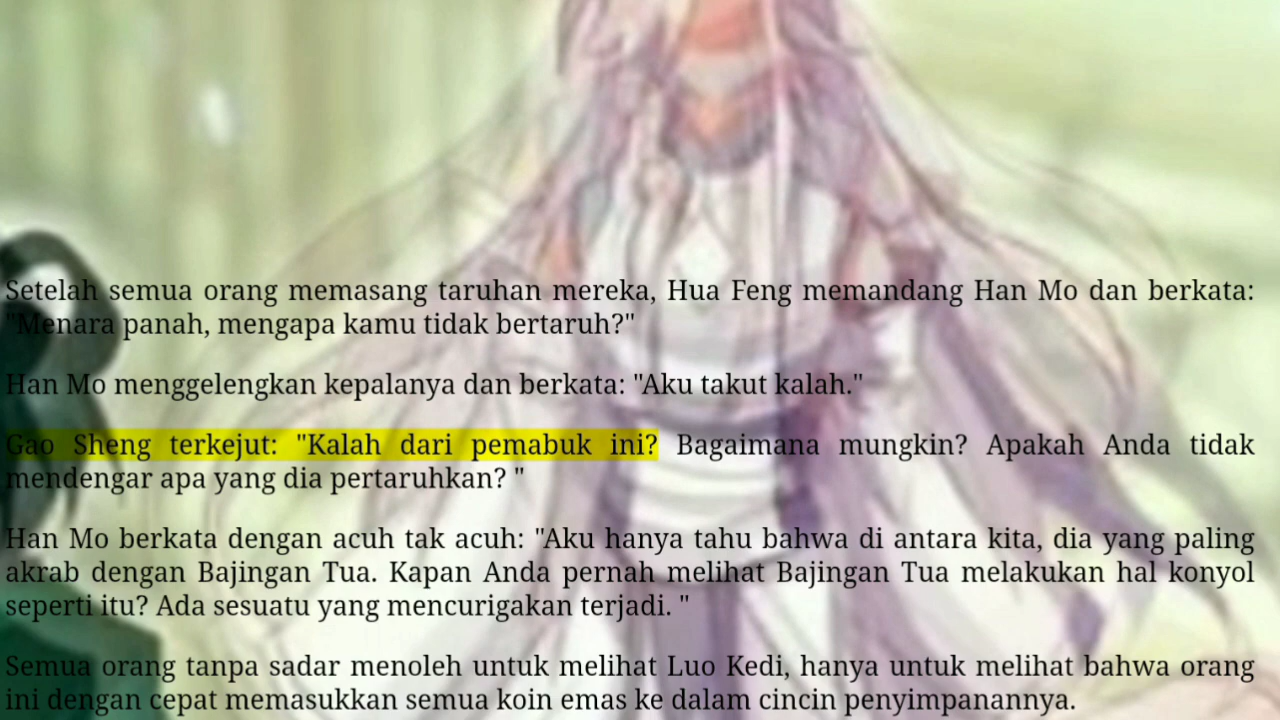 Setelah semua orang memasang taruhan mereka, Hua Feng memandang Han Mo dan berkata:
"Menara panah, mengapa kamu tidak bertaruh?"
Han Mo menggelengkan kepalanya dan berkata: "Aku takut kalah."
Gao Sheng terkejut: "Kalah dari pemabuk ini? Bagaimana mungkin? Apakah Anda tidak
mendengar apa yang dia pertaruhkan? "
Han Mo berkata dengan acuh tak acuh: "Aku hanya tahu bahwa di antara kita, dia yang paling
akrab dengan Bajingan Tua. Kapan Anda pernah melihat Bajingan Tua melakukan hal konyol
seperti itu? Ada sesuatu yang mencurigakan terjadi. "
Semua orang tanpa sadar menoleh untuk melihat Luo Kedi, hanya untuk melihat bahwa orang
ini dengan cepat memasukkan semua koin emas ke dalam cincin penyimpanannya.